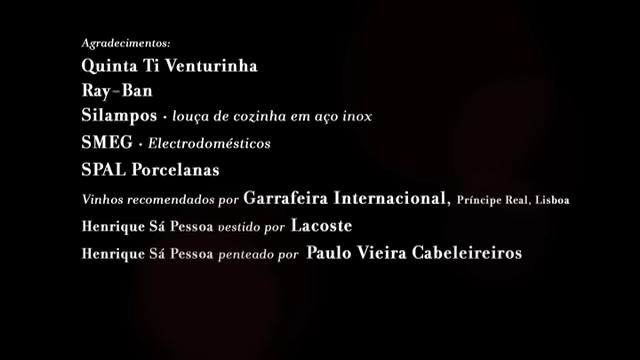 Agradecimentos:
Quinta Ti Venturinha
Ray-Ban
Silampos · louça de cozinha em aço inox
SMEG · Electrodomésticos
SPAL Porcelanas
Vinhos recomendados por Garrafeira Internacional, Príncipe Real, Lisboa
Henrique Sá Pessoa vestido por Lacoste
Henrique Sá Pessoa penteado por Paulo Vieira Cabeleireiros